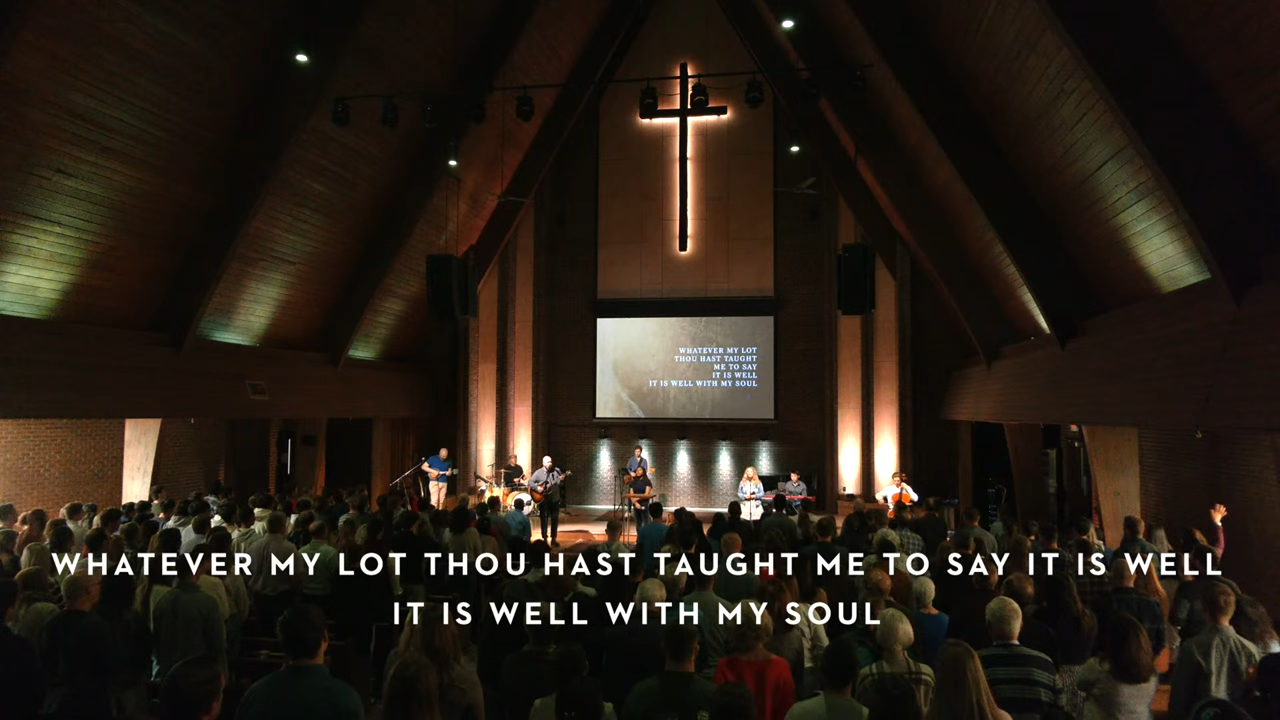 WHATEVER MY LOT
THOU HAST TAUGHT
ME TO SAY
IT IS WELL
IT IS WELL WITH MY SOUL
WHATEVER MY LOT THOU HAST TAUGHT ME TO SAY IT IS WELL
IT IS WELL WITH MY SOUL